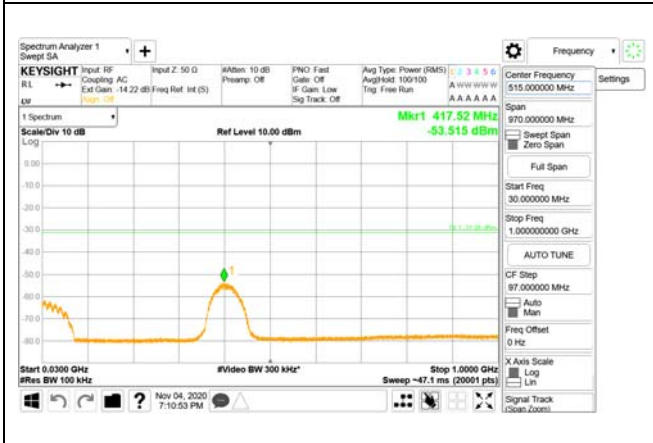 Spectrum Analyzer 1
Swept SA
+
Frequency
KEYSIGHT
RL
Input: RF
Coupling: AC
Ext Gain: -14.22 dB
Align: Off
Input Z: 50 Ω
Freq Ref: Int (S)
#Atten: 10 dB
Preamp: Off
PNO: Fast
Gate: Off
IF Gain: Low
Sig Track: Off
Avg Type: Power (RMS)
Avg|Hold: 100/100
Trig: Free Run
1 2 3 4 5 6
A W W W W W
A A A A A A
1 Spectrum
Scale/Div 10 dB
Log
Ref Level 10.00 dBm
Mkr1 417.52 MHz
-53.515 dBm
0.00
-10.0
-20.0
-30.0
-40.0
-50.0
-60.0
-70.0
-80.0
1
Start 0.0300 GHz
#Res BW 100 kHz
#Video BW 300 kHz*
Stop 1.0000 GHz
Sweep ~47.1 ms (20001 pts)
?
Nov 04, 2020
7:10:53 PM
Center Frequency
515.000000 MHz
Settings
Span
970.000000 MHz
Swept Span
Zero Span
Full Span
Start Freq
30.000000 MHz
Stop Freq
1.000000000 GHz
AUTO TUNE
CF Step
97.000000 MHz
Auto
Man
Freq Offset
0 Hz
X Axis Scale
Log
Lin
Signal Track
(Span Zoom)